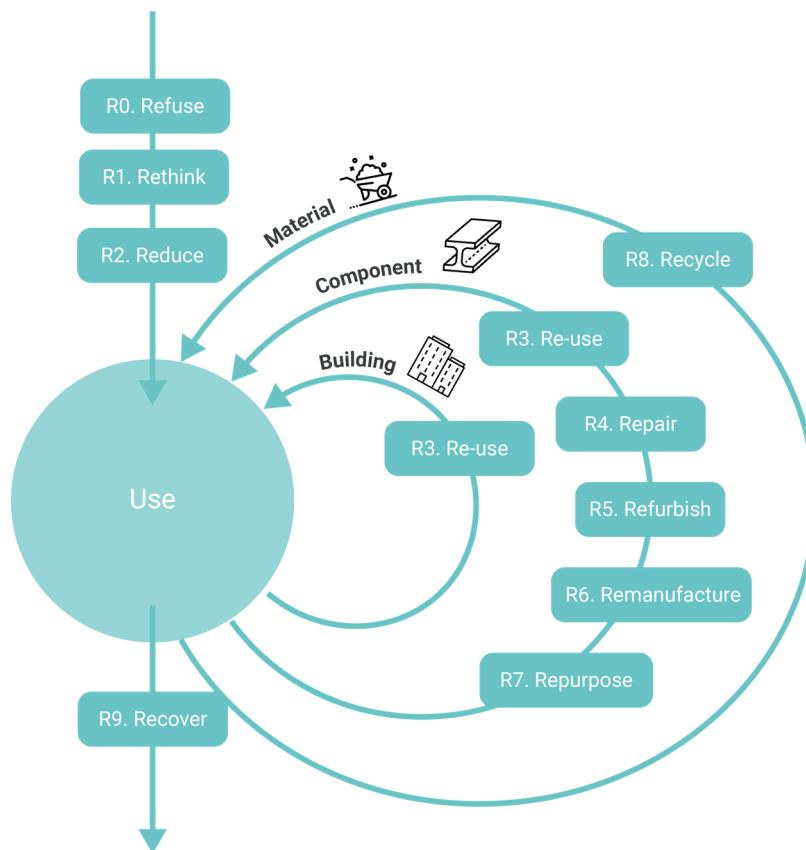 R0. Refuse
R1. Rethink
R2. Reduce
Material
R8. Recycle
Component
R3. Re-use
Building
R4. Repair
R3. Re-use
Use
R5. Refurbish
R6. Remanufacture
R7. Repurpose
R9. Recover